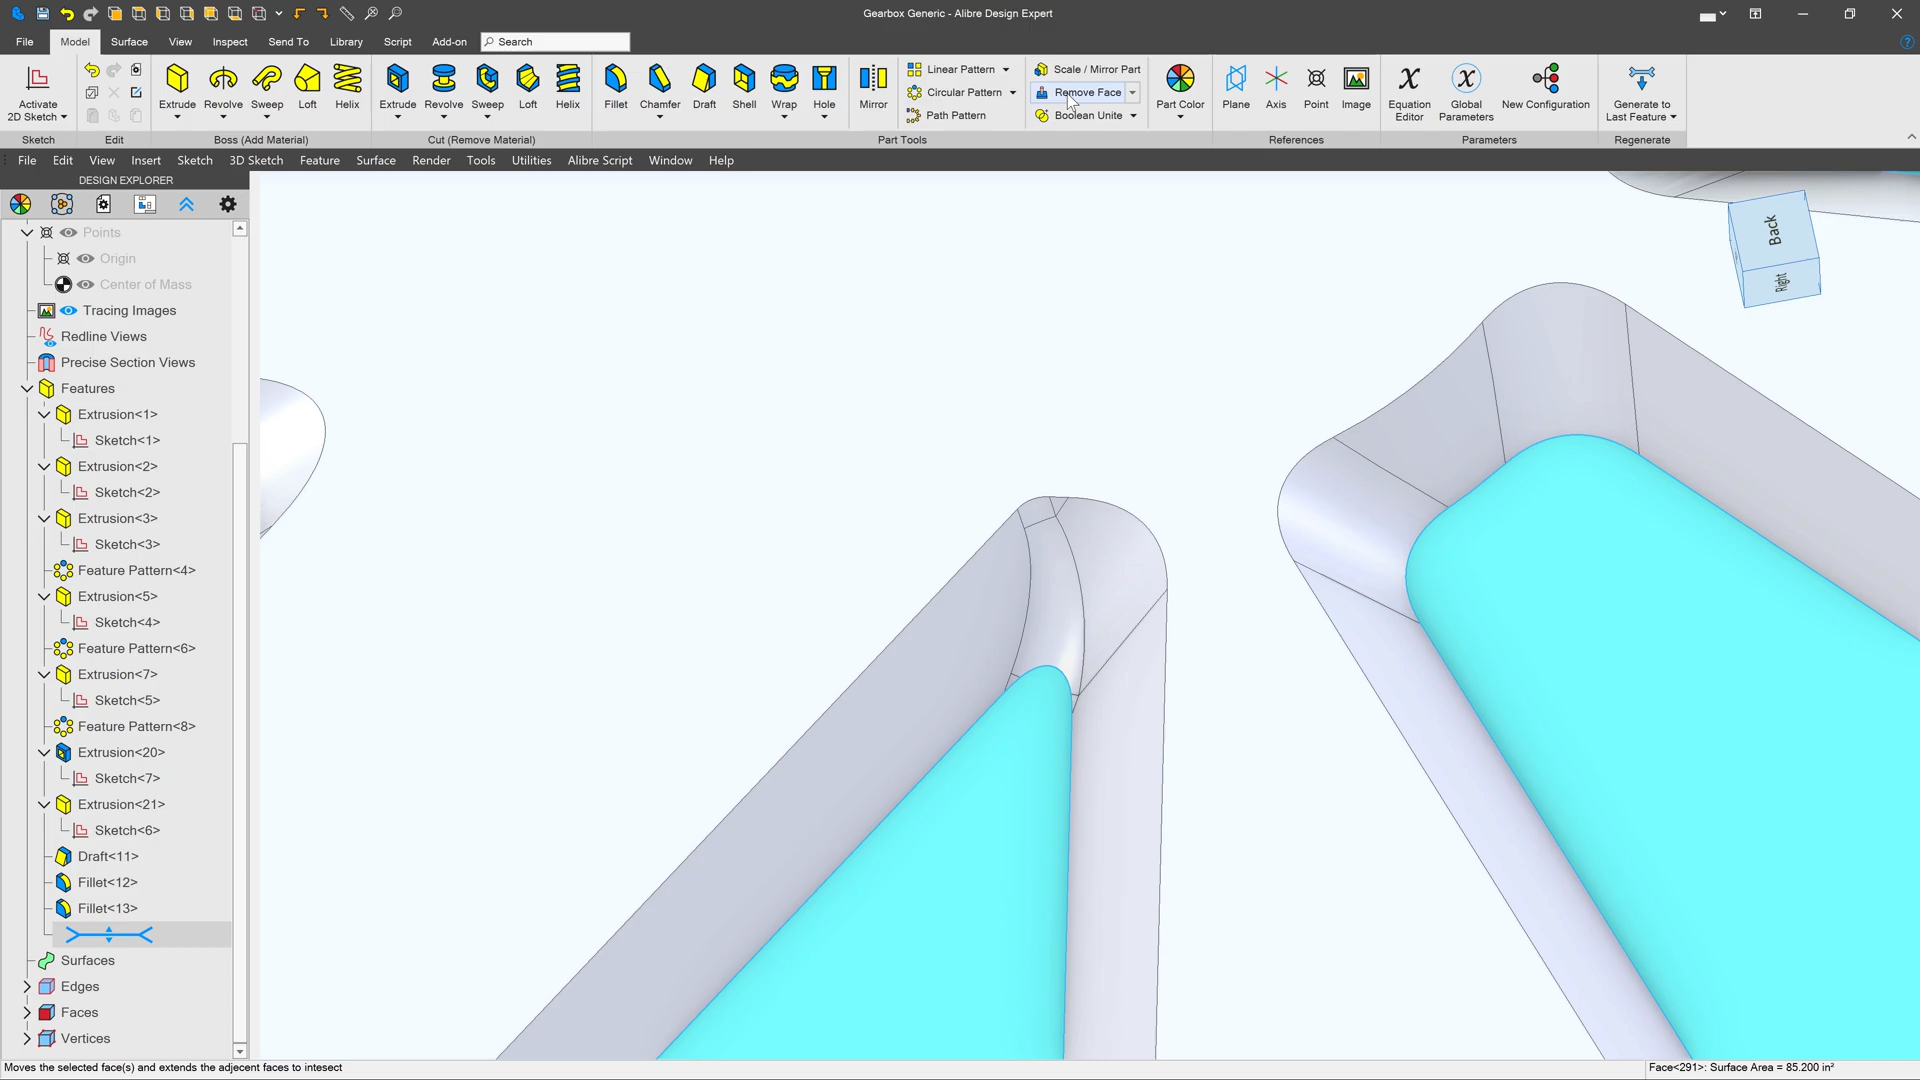 Gearbox Generic - Alibre Design Expert
File Model Surface View Inspect Send To Library Script Add-on Search
Activate
2D Sketch
Sketch
Edit
Extrude Revolve Sweep Loft Helix
Boss (Add Material)
Extrude Revolve Sweep Loft Helix
Cut (Remove Material)
Fillet Chamfer Draft Shell Wrap Hole Mirror
Linear Pattern
Circular Pattern
Path Pattern
Scale / Mirror Part
Remove Face
Boolean Unite
Part Tools
Part Color
Plane Axis Point Image
References
Equation
Editor
Global
Parameters
New Configuration
Parameters
Generate to
Last Feature
Regenerate
File Edit View Insert Sketch 3D Sketch Feature Surface Render Tools Utilities Alibre Script Window Help
DESIGN EXPLORER
Points
Origin
Center of Mass
Tracing Images
Redline Views
Precise Section Views
Features
Extrusion<1>
Sketch<1>
Extrusion<2>
Sketch<2>
Extrusion<3>
Sketch<3>
Feature Pattern<4>
Extrusion<5>
Sketch<4>
Feature Pattern<6>
Extrusion<7>
Sketch<5>
Feature Pattern<8>
Extrusion<20>
Sketch<7>
Extrusion<21>
Sketch<6>
Draft<11>
Fillet<12>
Fillet<13>
Surfaces
Edges
Faces
Vertices
Back
Right
Moves the selected face(s) and extends the adjacent faces to intesect
Face<291>: Surface Area = 85.200 in²